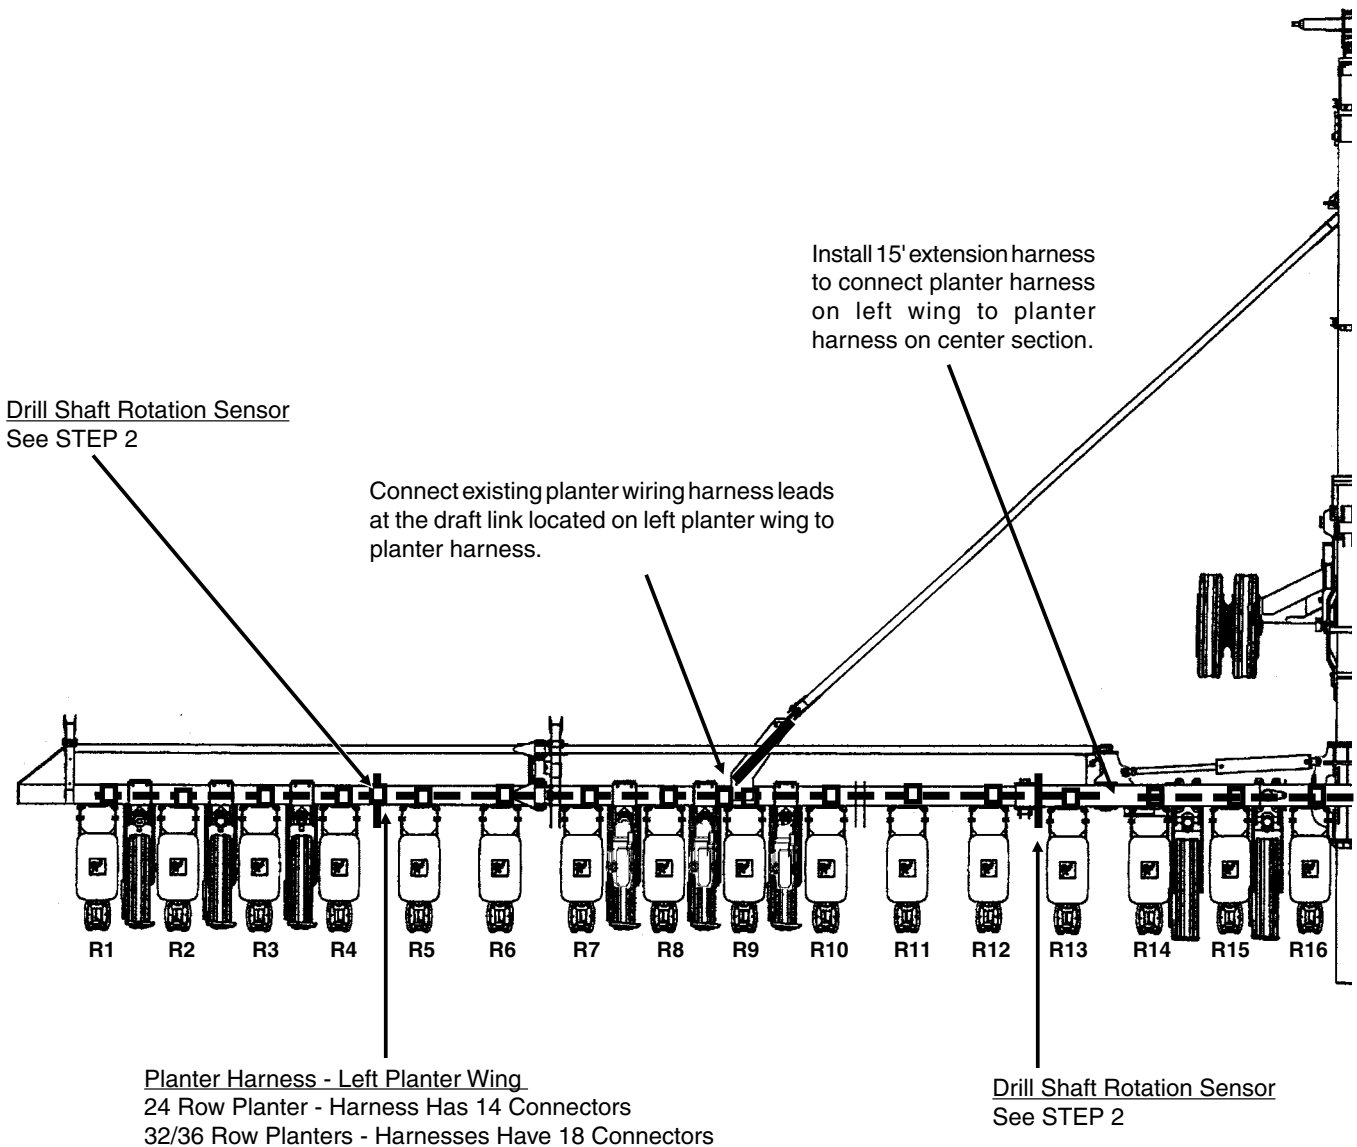 Install 15' extension harness
to connect planter harness
on left wing to planter
harness on center section.
Drill Shaft Rotation Sensor
See STEP 2
Connect existing planter wiring harness leads
at the draft link located on left planter wing to
planter harness.
R1 R2 R3 R4 R5 R6 R7 R8 R9 R10 R11 R12 R13 R14 R15 R16
Planter Harness - Left Planter Wing
24 Row Planter - Harness Has 14 Connectors
32/36 Row Planters - Harnesses Have 18 Connectors
Drill Shaft Rotation Sensor
See STEP 2